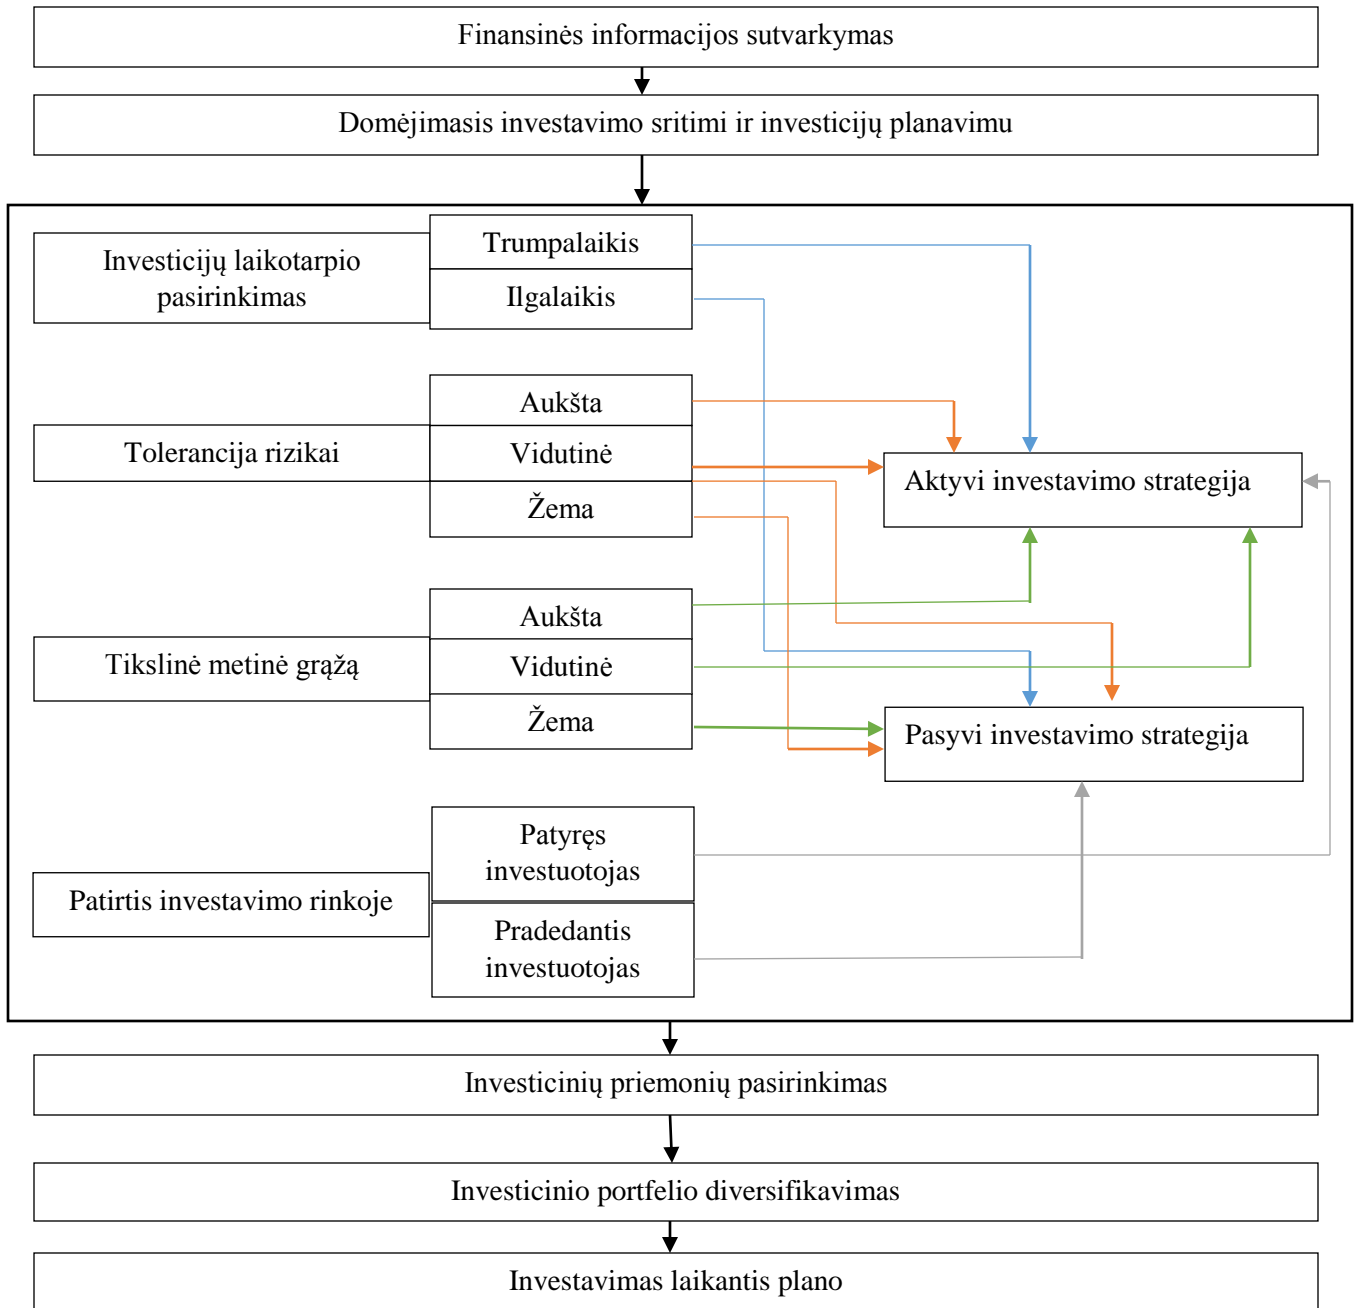 Finansinės informacijos sutvarkymas
Domėjimasis investavimo sritimi ir investicijų planavimu
Investicijų laikotarpio
pasirinkimas
Trumpalaikis
Ilgalaikis
Tolerancija rizikai
Aukšta
Vidutinė
Žema
Aktyvi investavimo strategija
Tikslinė metinė grąžą
Aukšta
Vidutinė
Žema
Pasyvi investavimo strategija
Patirtis investavimo rinkoje
Patyręs
investuotojas
Pradedantis
investuotojas
Investicinių priemonių pasirinkimas
Investicinio portfelio diversifikavimas
Investavimas laikantis plano